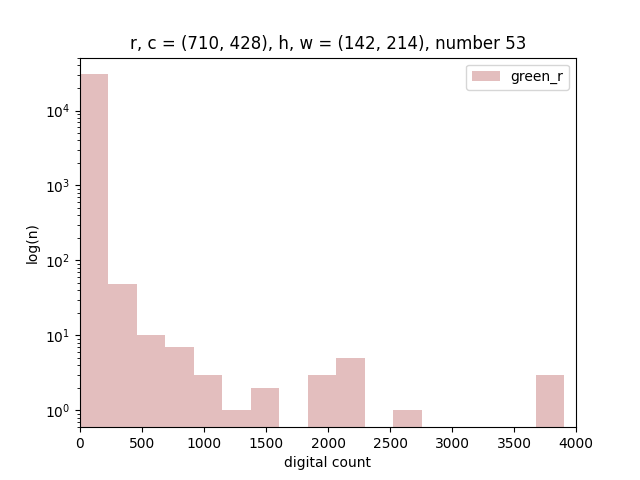 r, c = (710, 428), h, w = (142, 214), number 53
green_r
10⁴
10³
10²
10¹
10⁰
log(n)
0 500 1000 1500 2000 2500 3000 3500 4000
digital count